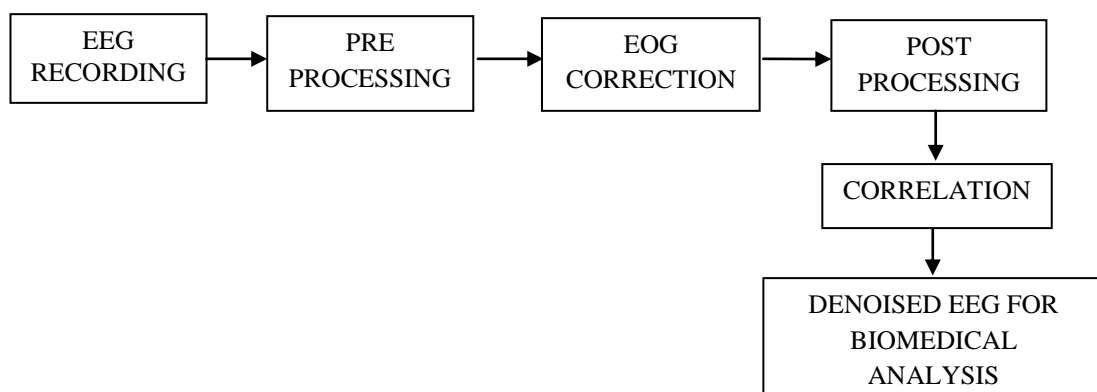 EEG
RECORDING
PRE
PROCESSING
EOG
CORRECTION
POST
PROCESSING
CORRELATION
DENOISED EEG FOR
BIOMEDICAL
ANALYSIS